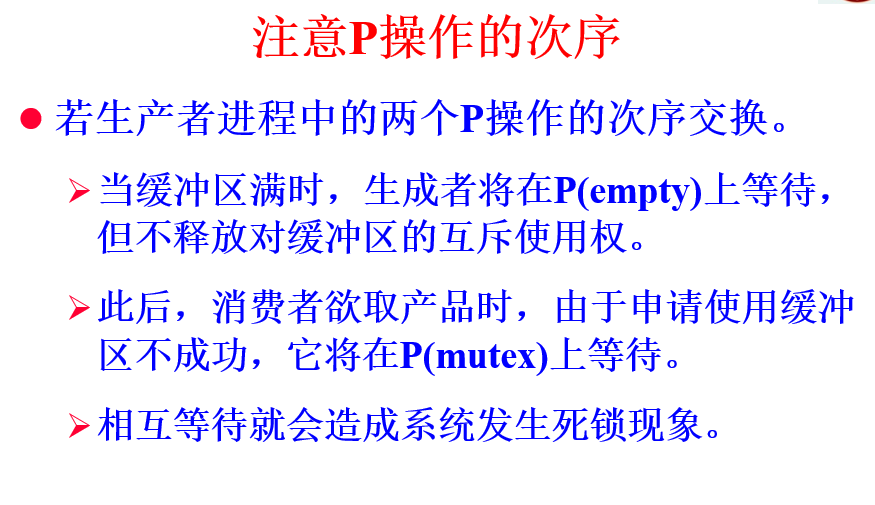 注意P操作的次序
若生产者进程中的两个P操作的次序交换。
当缓冲区满时，生成者将在P(empty)上等待，
但不释放对缓冲区的互斥使用权。
此后，消费者欲取产品时，由于申请使用缓冲
区不成功，它将在P(mutex)上等待。
相互等待就会造成系统发生死锁现象。